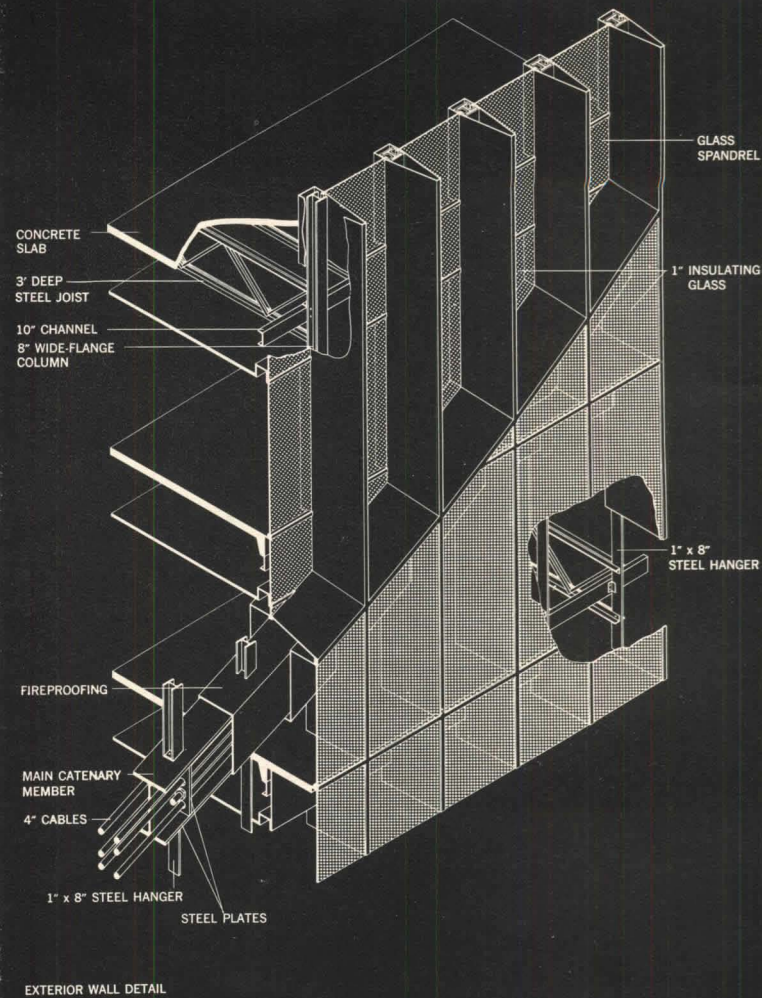 GLASS
SPANDREL
CONCRETE
SLAB
3' DEEP
STEEL JOIST
1" INSULATING
GLASS
10" CHANNEL
8" WIDE-FLANGE
COLUMN
1" x 8"
STEEL HANGER
FIREPROOFING
MAIN CATENARY
MEMBER
4" CABLES
1" x 8" STEEL HANGER
STEEL PLATES
EXTERIOR WALL DETAIL